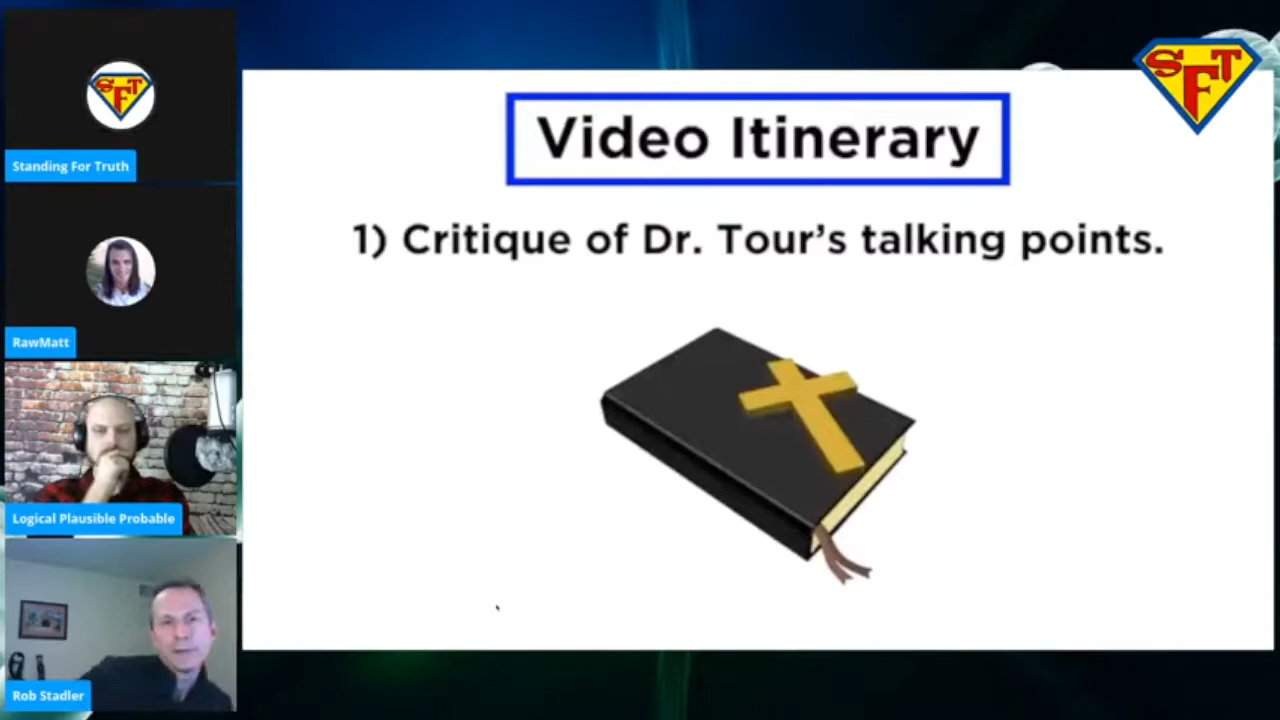 SFT
Standing For Truth
RawMatt
Logical Plausible Probable
Rob Stadler
Video Itinerary
1) Critique of Dr. Tour’s talking points.
SFT